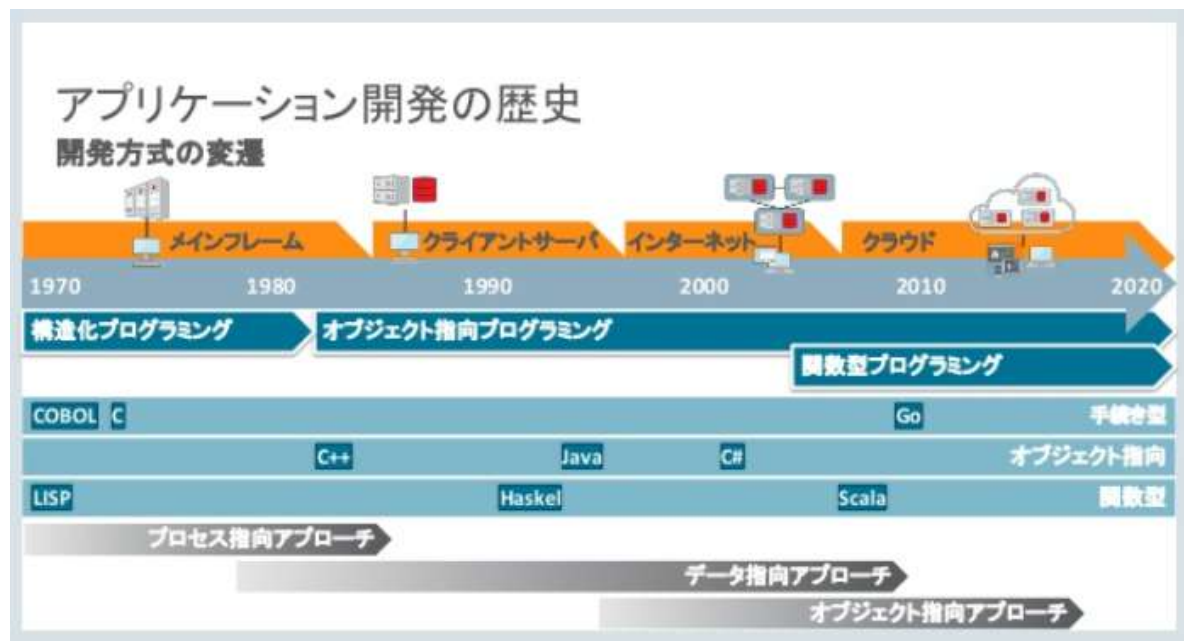 アプリケーション開発の歴史
開発方式の変遷
メインフレーム クライアントサーバ インターネット クラウド
1970 1980 1990 2000 2010 2020
構造化プログラミング オブジェクト指向プログラミング
関数型プログラミング
COBOL C Go 手続き型
C++ Java C# オブジェクト指向
LISP Haskel Scala 関数型
プロセス指向アプローチ
データ指向アプローチ
オブジェクト指向アプローチ